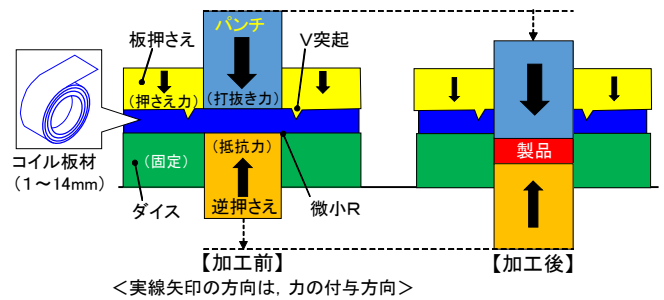 パンチ
板押さえ
V突起
(押さえ力)
(打抜き力)
コイル板材
(1～14mm)
(固定)
(抵抗力)
製品
ダイス
逆押さえ
微小R
【加工前】
【加工後】
＜実線矢印の方向は，力の付与方向＞